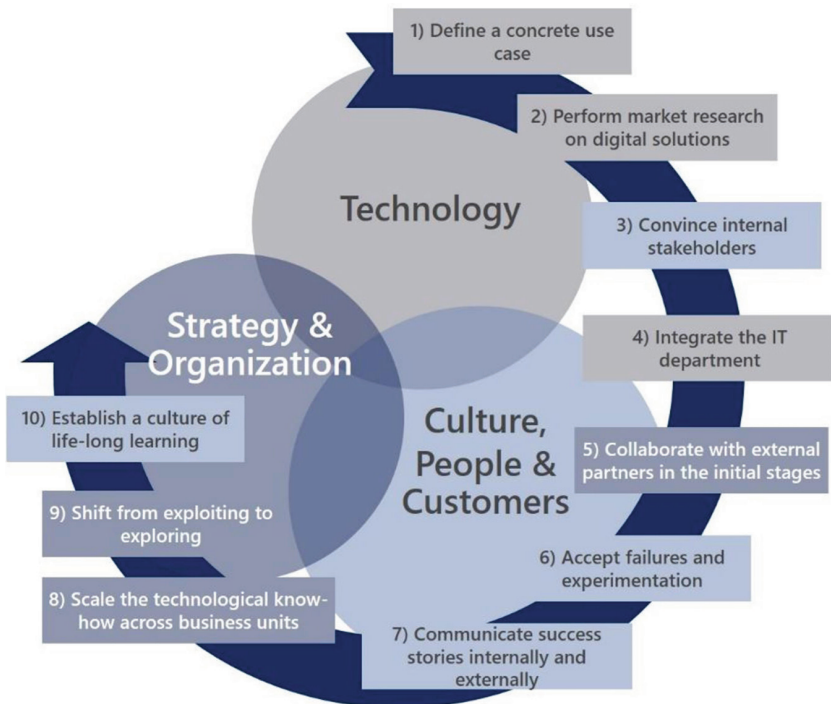 1) Define a concrete use
case
2) Perform market research
on digital solutions
Technology
3) Convince internal
stakeholders
Strategy &
Organization
4) Integrate the IT
department
10) Establish a culture of
life-long learning
Culture,
People &
Customers
5) Collaborate with external
partners in the initial stages
9) Shift from exploiting to
exploring
6) Accept failures and
experimentation
8) Scale the technological know-
how across business units
7) Communicate success
stories internally and
externally